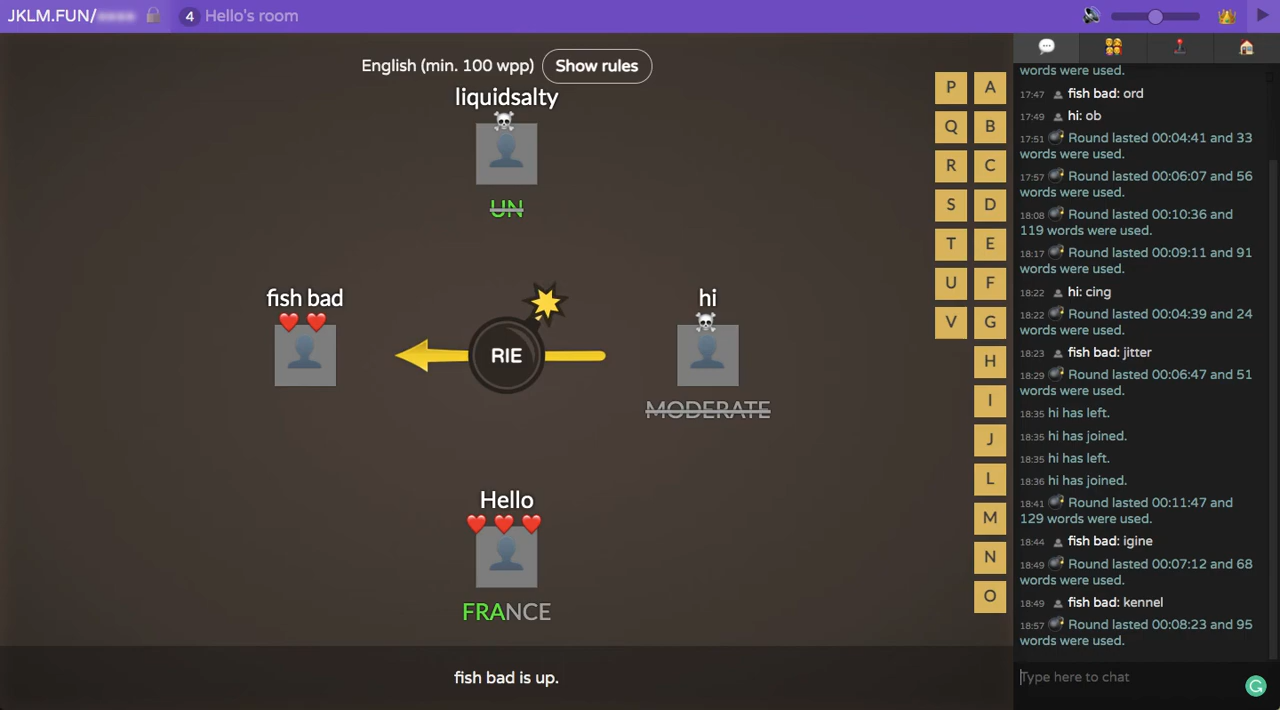 JKLM.FUN/
4 Hello's room
English (min. 100 wpp) Show rules
liquidsalty
UN
fish bad
RIE
hi
MODERATE
Hello
FRANCE
fish bad is up.
P A
Q B
R C
S D
T E
U F
V G
H
I
J
L
M
N
O
words were used.
17:47 fish bad: ord
17:49 hi: ob
17:51 Round lasted 00:04:41 and 33
words were used.
17:57 Round lasted 00:06:07 and 56
words were used.
18:08 Round lasted 00:10:36 and
119 words were used.
18:17 Round lasted 00:09:11 and 91
words were used.
18:22 hi: cing
18:22 Round lasted 00:04:39 and 24
words were used.
18:23 fish bad: jitter
18:29 Round lasted 00:06:47 and 51
words were used.
18:35 hi has left.
18:35 hi has joined.
18:35 hi has left.
18:36 hi has joined.
18:41 Round lasted 00:11:47 and
129 words were used.
18:44 fish bad: igine
18:49 Round lasted 00:07:12 and 68
words were used.
18:49 fish bad: kennel
18:57 Round lasted 00:08:23 and 95
words were used.
Type here to chat